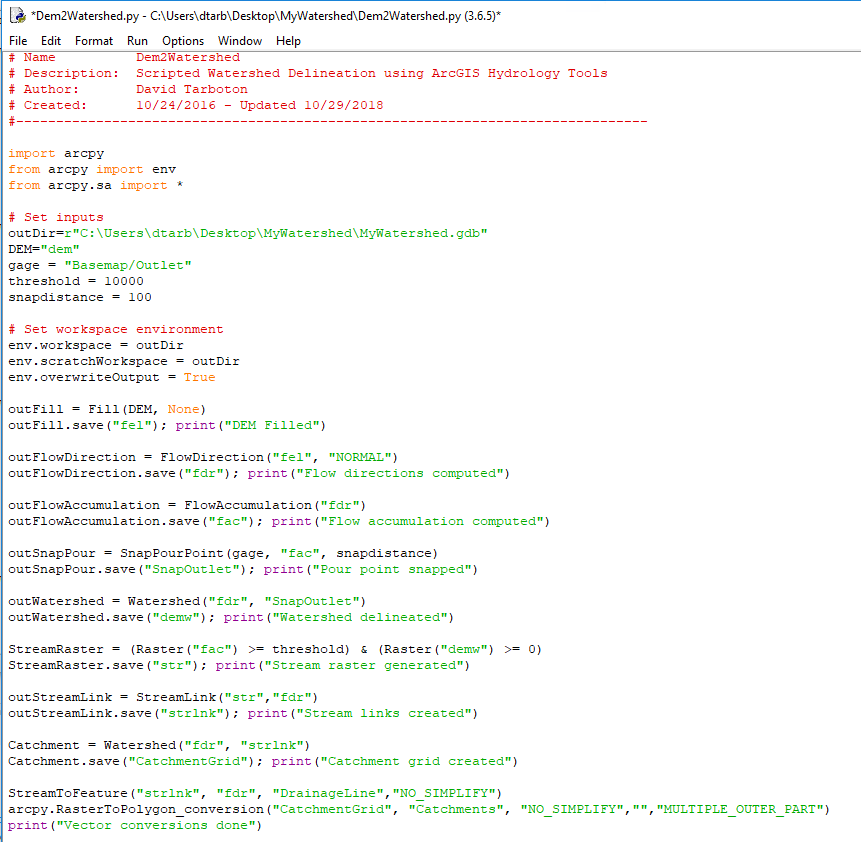 *Dem2Watershed.py - C:\Users\dtarb\Desktop\MyWatershed\Dem2Watershed.py (3.6.5)*
File Edit Format Run Options Window Help
# Name          Dem2Watershed
# Description:  Scripted Watershed Delineation using ArcGIS Hydrology Tools
# Author:       David Tarboton
# Created:      10/24/2016 - Updated 10/29/2018
#-------------------------------------------------------------------------------
import arcpy
from arcpy import env
from arcpy.sa import *
# Set inputs
outDir=r"C:\Users\dtarb\Desktop\MyWatershed\MyWatershed.gdb"
DEM="dem"
gage = "Basemap/Outlet"
threshold = 10000
snapdistance = 100
# Set workspace environment
env.workspace = outDir
env.scratchWorkspace = outDir
env.overwriteOutput = True
outFill = Fill(DEM, None)
outFill.save("fel"); print("DEM Filled")
outFlowDirection = FlowDirection("fel", "NORMAL")
outFlowDirection.save("fdr"); print("Flow directions computed")
outFlowAccumulation = FlowAccumulation("fdr")
outFlowAccumulation.save("fac"); print("Flow accumulation computed")
outSnapPour = SnapPourPoint(gage, "fac", snapdistance)
outSnapPour.save("SnapOutlet"); print("Pour point snapped")
outWatershed = Watershed("fdr", "SnapOutlet")
outWatershed.save("demw"); print("Watershed delineated")
StreamRaster = (Raster("fac") >= threshold) & (Raster("demw") >= 0)
StreamRaster.save("str"); print("Stream raster generated")
outStreamLink = StreamLink("str","fdr")
outStreamLink.save("strlnk"); print("Stream links created")
Catchment = Watershed("fdr", "strlnk")
Catchment.save("CatchmentGrid"); print("Catchment grid created")
StreamToFeature("strlnk", "fdr", "DrainageLine","NO_SIMPLIFY")
arcpy.RasterToPolygon_conversion("CatchmentGrid", "Catchments", "NO_SIMPLIFY","","MULTIPLE_OUTER_PART")
print("Vector conversions done")